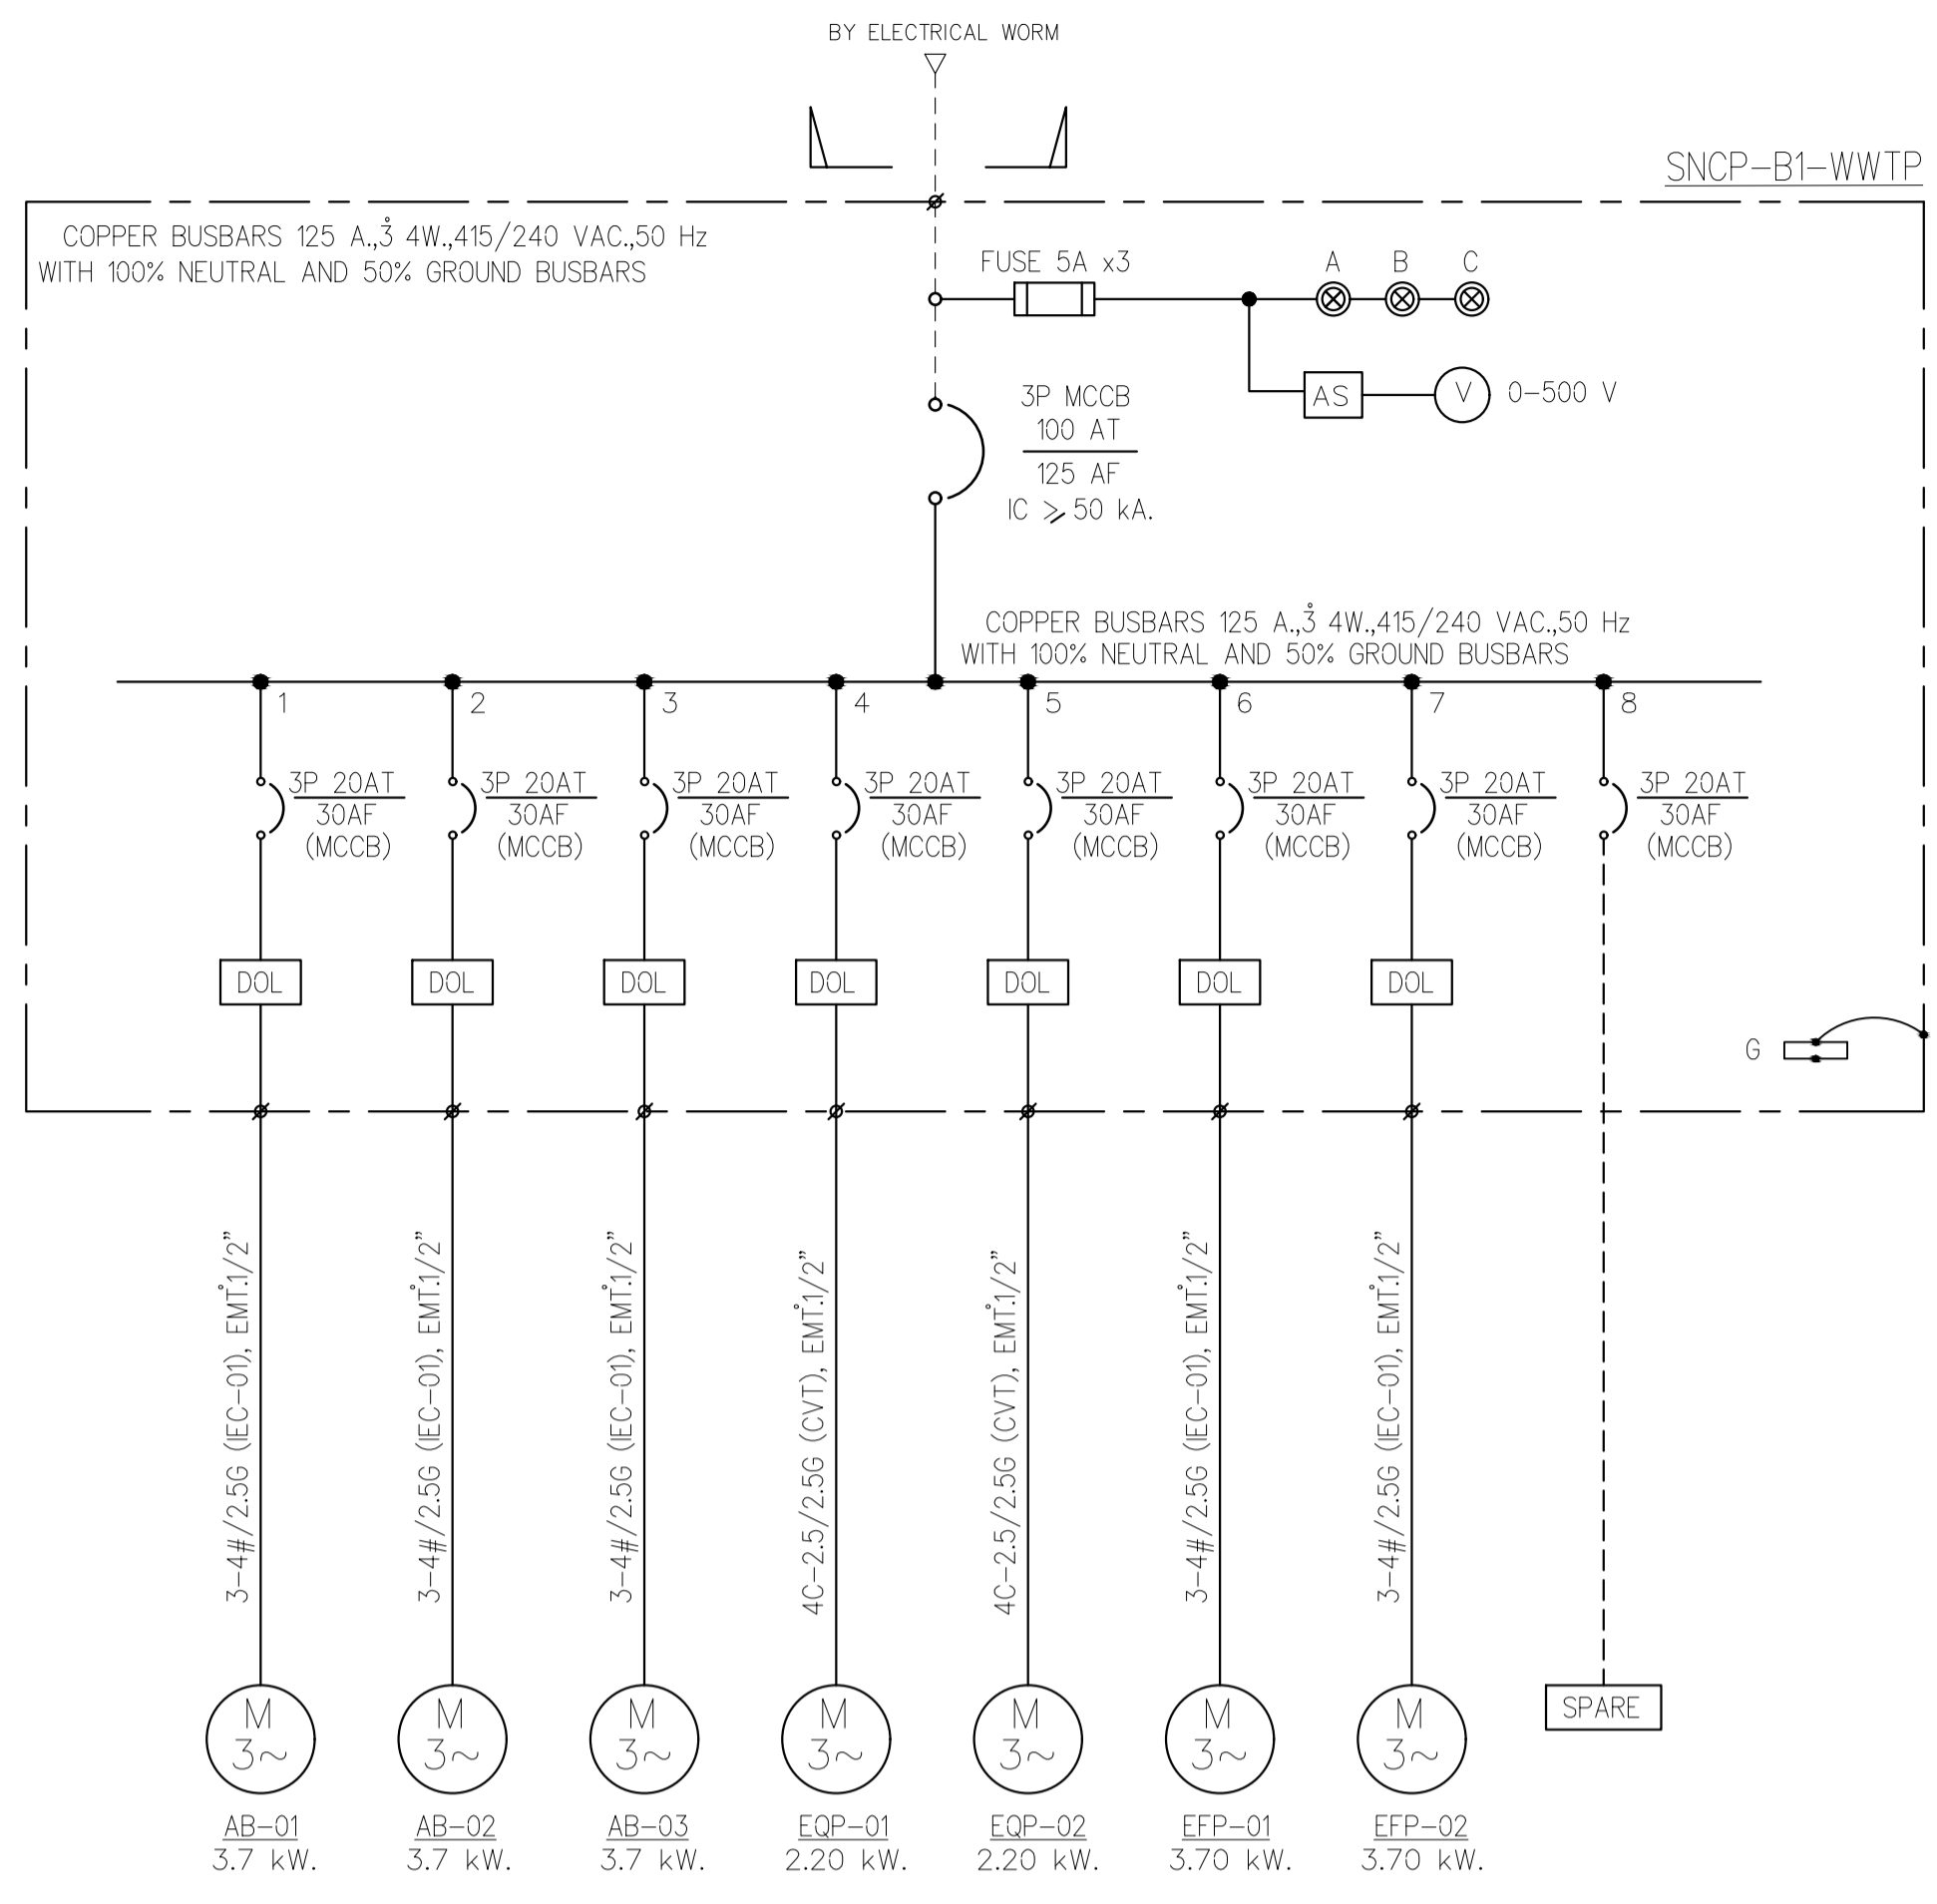 BY ELECTRICAL WORM
SNCP-B1-WWTP
COPPER BUSBARS 125 A.,3̊ 4W.,415/240 VAC.,50 Hz
WITH 100% NEUTRAL AND 50% GROUND BUSBARS
FUSE 5A x3
A B C
AS V 0-500 V
3P MCCB
100 AT
125 AF
IC ⩾ 50 kA.
COPPER BUSBARS 125 A.,3̊ 4W.,415/240 VAC.,50 Hz
WITH 100% NEUTRAL AND 50% GROUND BUSBARS
1 2 3 4 5 6 7 8
3P 20AT 3P 20AT 3P 20AT 3P 20AT 3P 20AT 3P 20AT 3P 20AT 3P 20AT
30AF 30AF 30AF 30AF 30AF 30AF 30AF 30AF
(MCCB) (MCCB) (MCCB) (MCCB) (MCCB) (MCCB) (MCCB) (MCCB)
DOL DOL DOL DOL DOL DOL DOL
G
3-4#/2.5G (IEC-01), EMT̊.1/2"
3-4#/2.5G (IEC-01), EMT̊.1/2"
3-4#/2.5G (IEC-01), EMT̊.1/2"
4C-2.5/2.5G (CVT), EMT̊.1/2"
4C-2.5/2.5G (CVT), EMT̊.1/2"
3-4#/2.5G (IEC-01), EMT̊.1/2"
3-4#/2.5G (IEC-01), EMT̊.1/2"
M M M M M M M SPARE
3~ 3~ 3~ 3~ 3~ 3~ 3~
AB-01 AB-02 AB-03 EQP-01 EQP-02 EFP-01 EFP-02
3.7 kW. 3.7 kW. 3.7 kW. 2.20 kW. 2.20 kW. 3.70 kW. 3.70 kW.